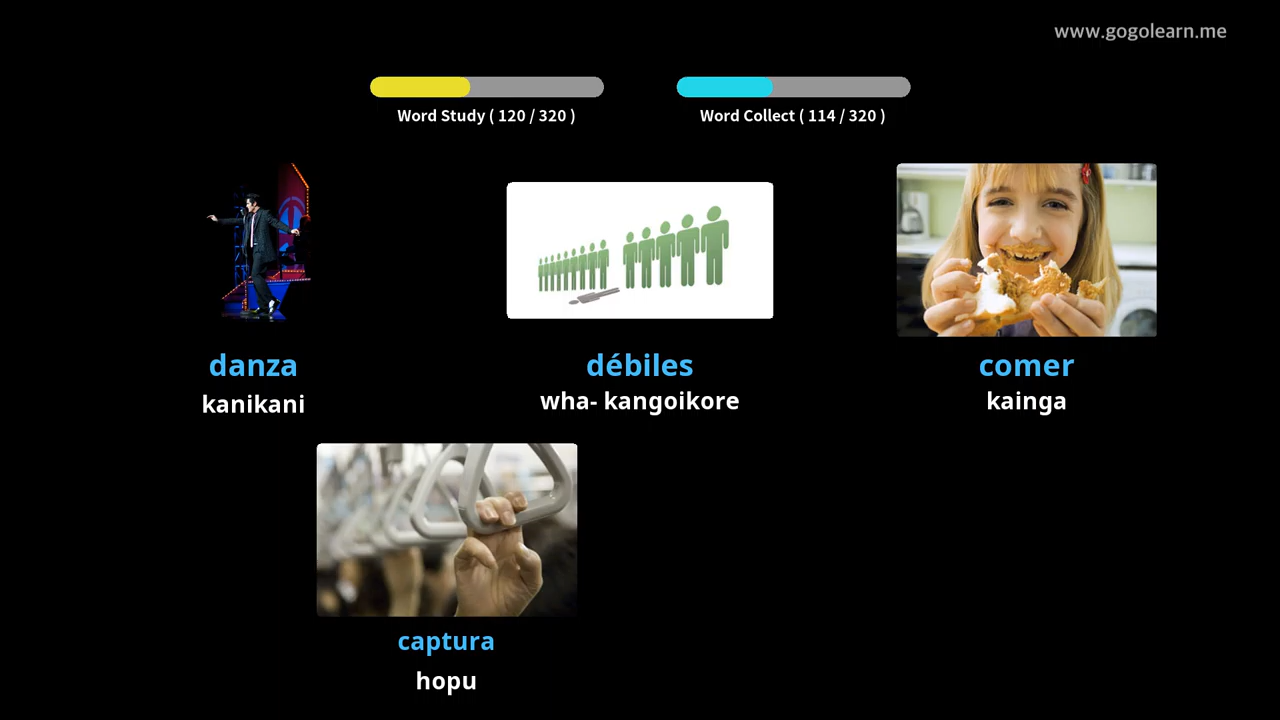 www.gogolearn.me
Word Study ( 120 / 320 )
Word Collect ( 114 / 320 )
danza
kanikani
débiles
wha- kangoikore
comer
kainga
captura
hopu